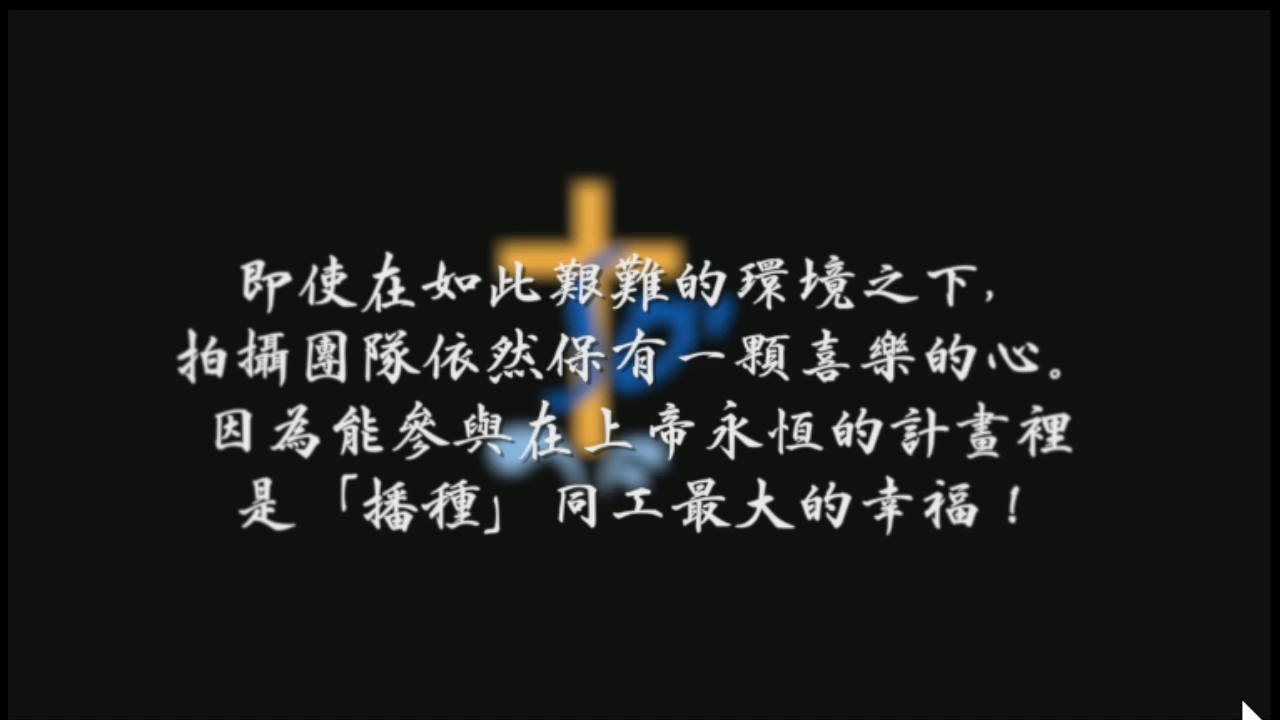 即使在如此艱難的環境之下,
拍攝團隊依然保有一顆喜樂的心。
因為能參與在上帝永恆的計畫裡
是「播種」同工最大的幸福！